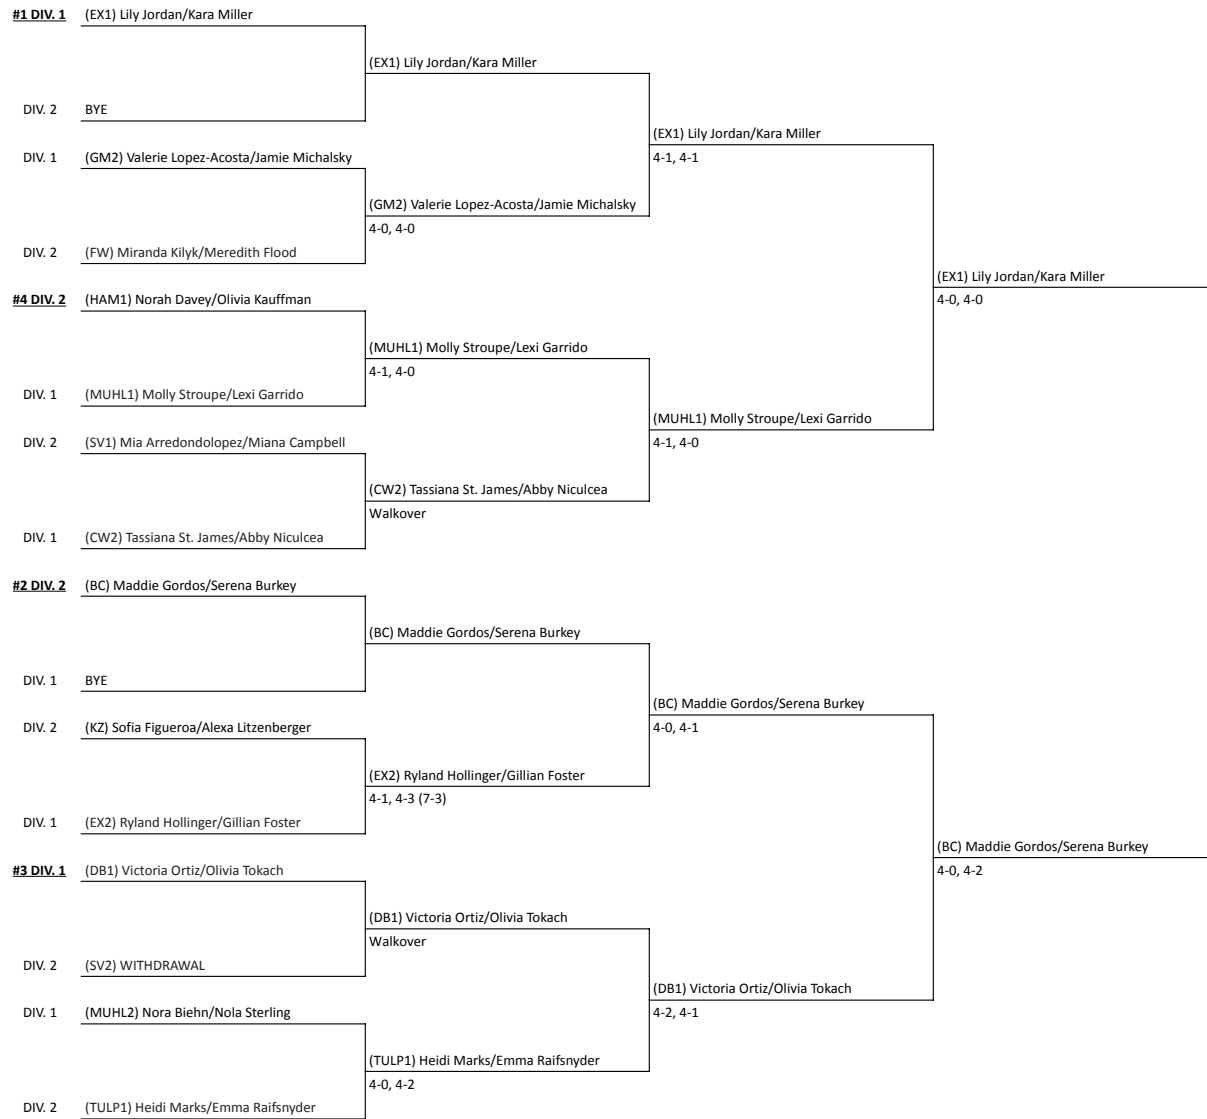 #1 DIV. 1 (EX1) Lily Jordan/Kara Miller
(EX1) Lily Jordan/Kara Miller
DIV. 2 BYE
(EX1) Lily Jordan/Kara Miller
4-1, 4-1
DIV. 1 (GM2) Valerie Lopez-Acosta/Jamie Michalsky
(GM2) Valerie Lopez-Acosta/Jamie Michalsky
4-0, 4-0
DIV. 2 (FW) Miranda Kilyk/Meredith Flood
(EX1) Lily Jordan/Kara Miller
4-0, 4-0
#4 DIV. 2 (HAM1) Norah Davey/Olivia Kauffman
(MUHL1) Molly Stroupe/Lexi Garrido
4-1, 4-0
DIV. 1 (MUHL1) Molly Stroupe/Lexi Garrido
(MUHL1) Molly Stroupe/Lexi Garrido
4-1, 4-0
DIV. 2 (SV1) Mia Arredondolopez/Miana Campbell
(CW2) Tassiana St. James/Abby Niculcea
Walkover
DIV. 1 (CW2) Tassiana St. James/Abby Niculcea
#2 DIV. 2 (BC) Maddie Gordos/Serena Burkey
(BC) Maddie Gordos/Serena Burkey
DIV. 1 BYE
(BC) Maddie Gordos/Serena Burkey
4-0, 4-1
DIV. 2 (KZ) Sofia Figueroa/Alexa Litzenberger
(EX2) Ryland Hollinger/Gillian Foster
4-1, 4-3 (7-3)
DIV. 1 (EX2) Ryland Hollinger/Gillian Foster
(BC) Maddie Gordos/Serena Burkey
4-0, 4-2
#3 DIV. 1 (DB1) Victoria Ortiz/Olivia Tokach
(DB1) Victoria Ortiz/Olivia Tokach
Walkover
DIV. 2 (SV2) WITHDRAWAL
(DB1) Victoria Ortiz/Olivia Tokach
4-2, 4-1
DIV. 1 (MUHL2) Nora Biehn/Nola Sterling
(TULP1) Heidi Marks/Emma Raifsnyder
4-0, 4-2
DIV. 2 (TULP1) Heidi Marks/Emma Raifsnyder